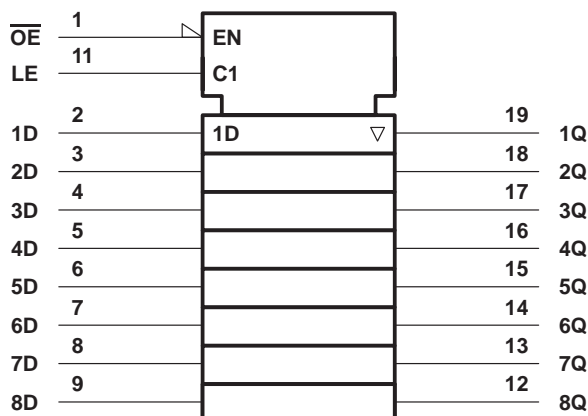 OE 1 EN
LE 11 C1
1D 2 1D ▽ 19 1Q
2D 3 18 2Q
3D 4 17 3Q
4D 5 16 4Q
5D 6 15 5Q
6D 7 14 6Q
7D 8 13 7Q
8D 9 12 8Q